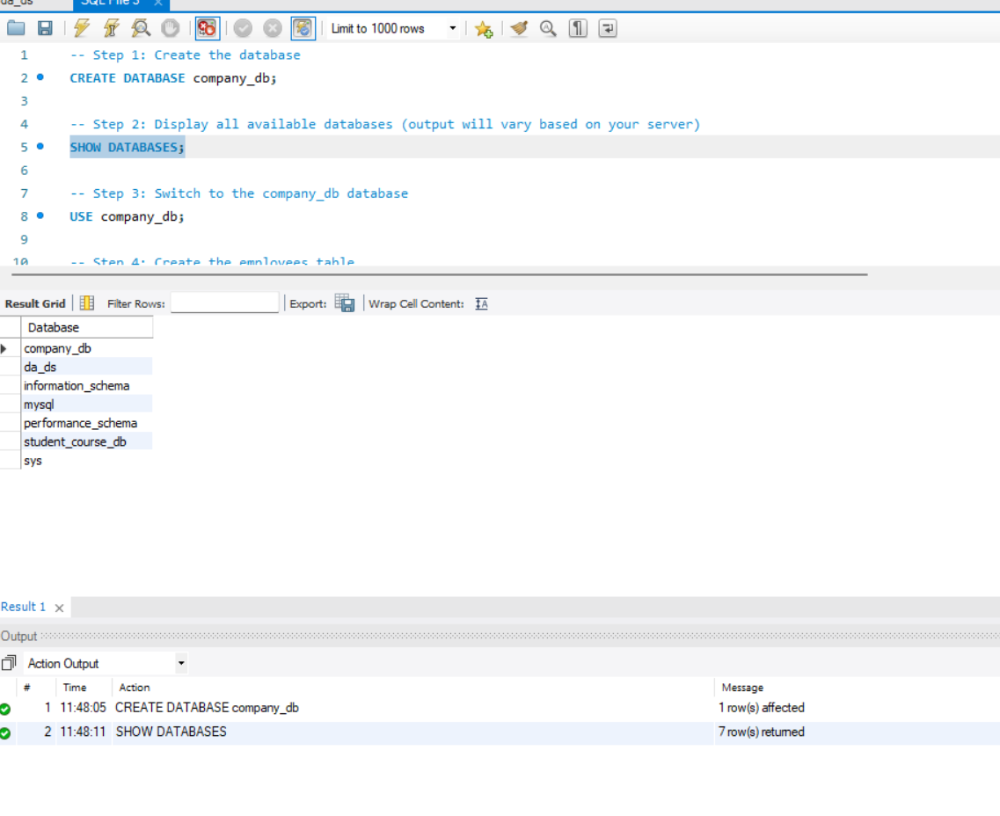 da_ds
SQL File 3 x
Limit to 1000 rows
1 -- Step 1: Create the database
2 CREATE DATABASE company_db;
3
4 -- Step 2: Display all available databases (output will vary based on your server)
5 SHOW DATABASES;
6
7 -- Step 3: Switch to the company_db database
8 USE company_db;
9
10 -- Step 4: Create the employees table
Result Grid Filter Rows: Export: Wrap Cell Content: IA
Database
company_db
da_ds
information_schema
mysql
performance_schema
student_course_db
sys
Result 1 x
Output
Action Output
# Time Action Message
1 11:48:05 CREATE DATABASE company_db 1 row(s) affected
2 11:48:11 SHOW DATABASES 7 row(s) returned